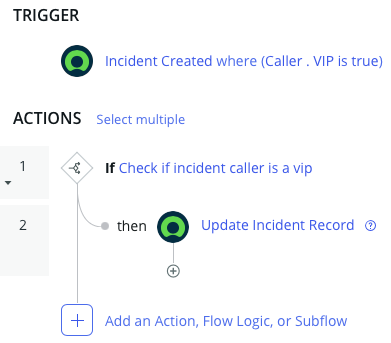 TRIGGER
Incident Created where (Caller . VIP is true)
ACTIONS Select multiple
1 If Check if incident caller is a vip
2 then Update Incident Record ?
Add an Action, Flow Logic, or Subflow